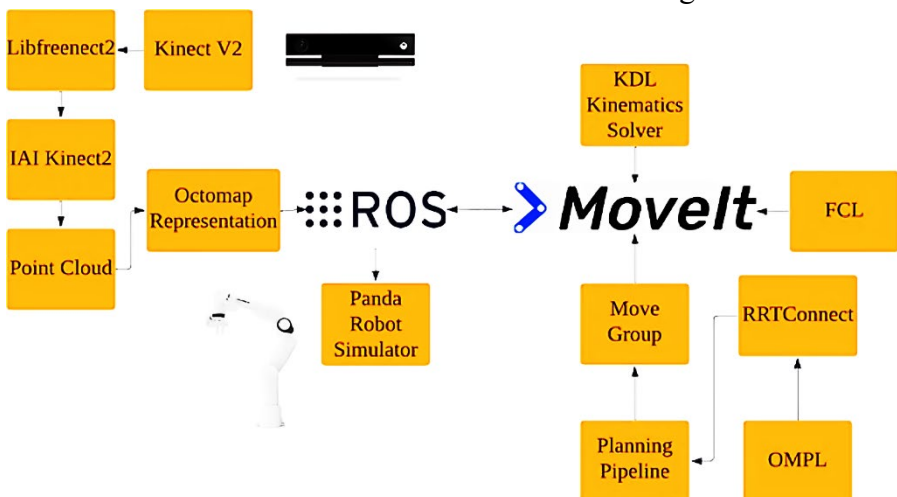 Libfreenect2
Kinect V2
IAI Kinect2
Point Cloud
Octomap
Representation
ROS
Panda
Robot
Simulator
MoveIt
KDL
Kinematics
Solver
FCL
Move
Group
RRTConnect
Planning
Pipeline
OMPL